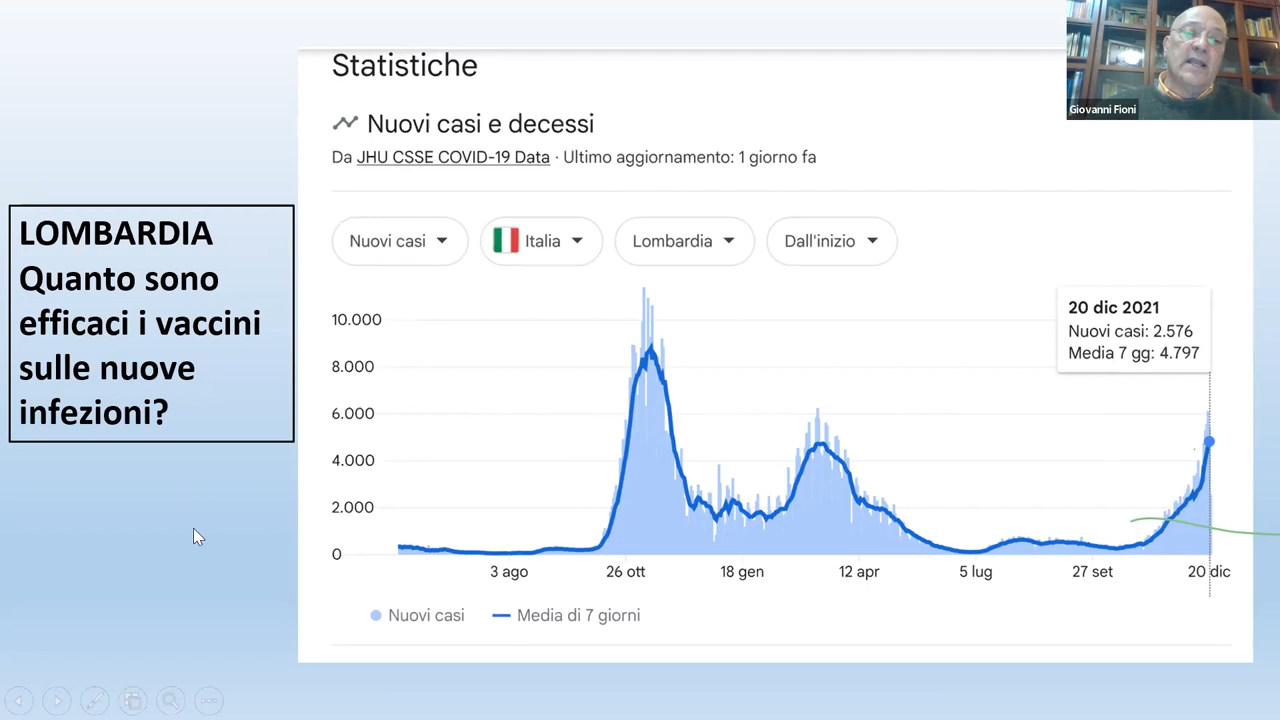 Giovanni Fioni
Statistiche
Nuovi casi e decessi
Da JHU CSSE COVID-19 Data · Ultimo aggiornamento: 1 giorno fa
LOMBARDIA
Quanto sono
efficaci i vaccini
sulle nuove
infezioni?
Nuovi casi
Italia
Lombardia
Dall'inizio
20 dic 2021
Nuovi casi: 2.576
Media 7 gg: 4.797
10.000
8.000
6.000
4.000
2.000
0
3 ago
26 ott
18 gen
12 apr
5 lug
27 set
20 dic
Nuovi casi
Media di 7 giorni